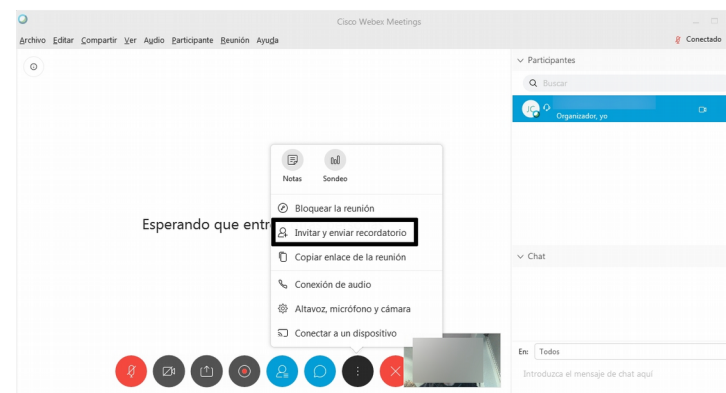 Cisco Webex Meetings
Archivo Editar Compartir Ver Audio Participante Reunión Ayuda
Conectado
Participantes
Buscar
JC
Organizador, yo
Notas Sondeo
Bloquear la reunión
Esperando que entr
Invitar y enviar recordatorio
Copiar enlace de la reunión
Chat
Conexión de audio
Altavoz, micrófono y cámara
Conectar a un dispositivo
En: Todos
Introduzca el mensaje de chat aquí